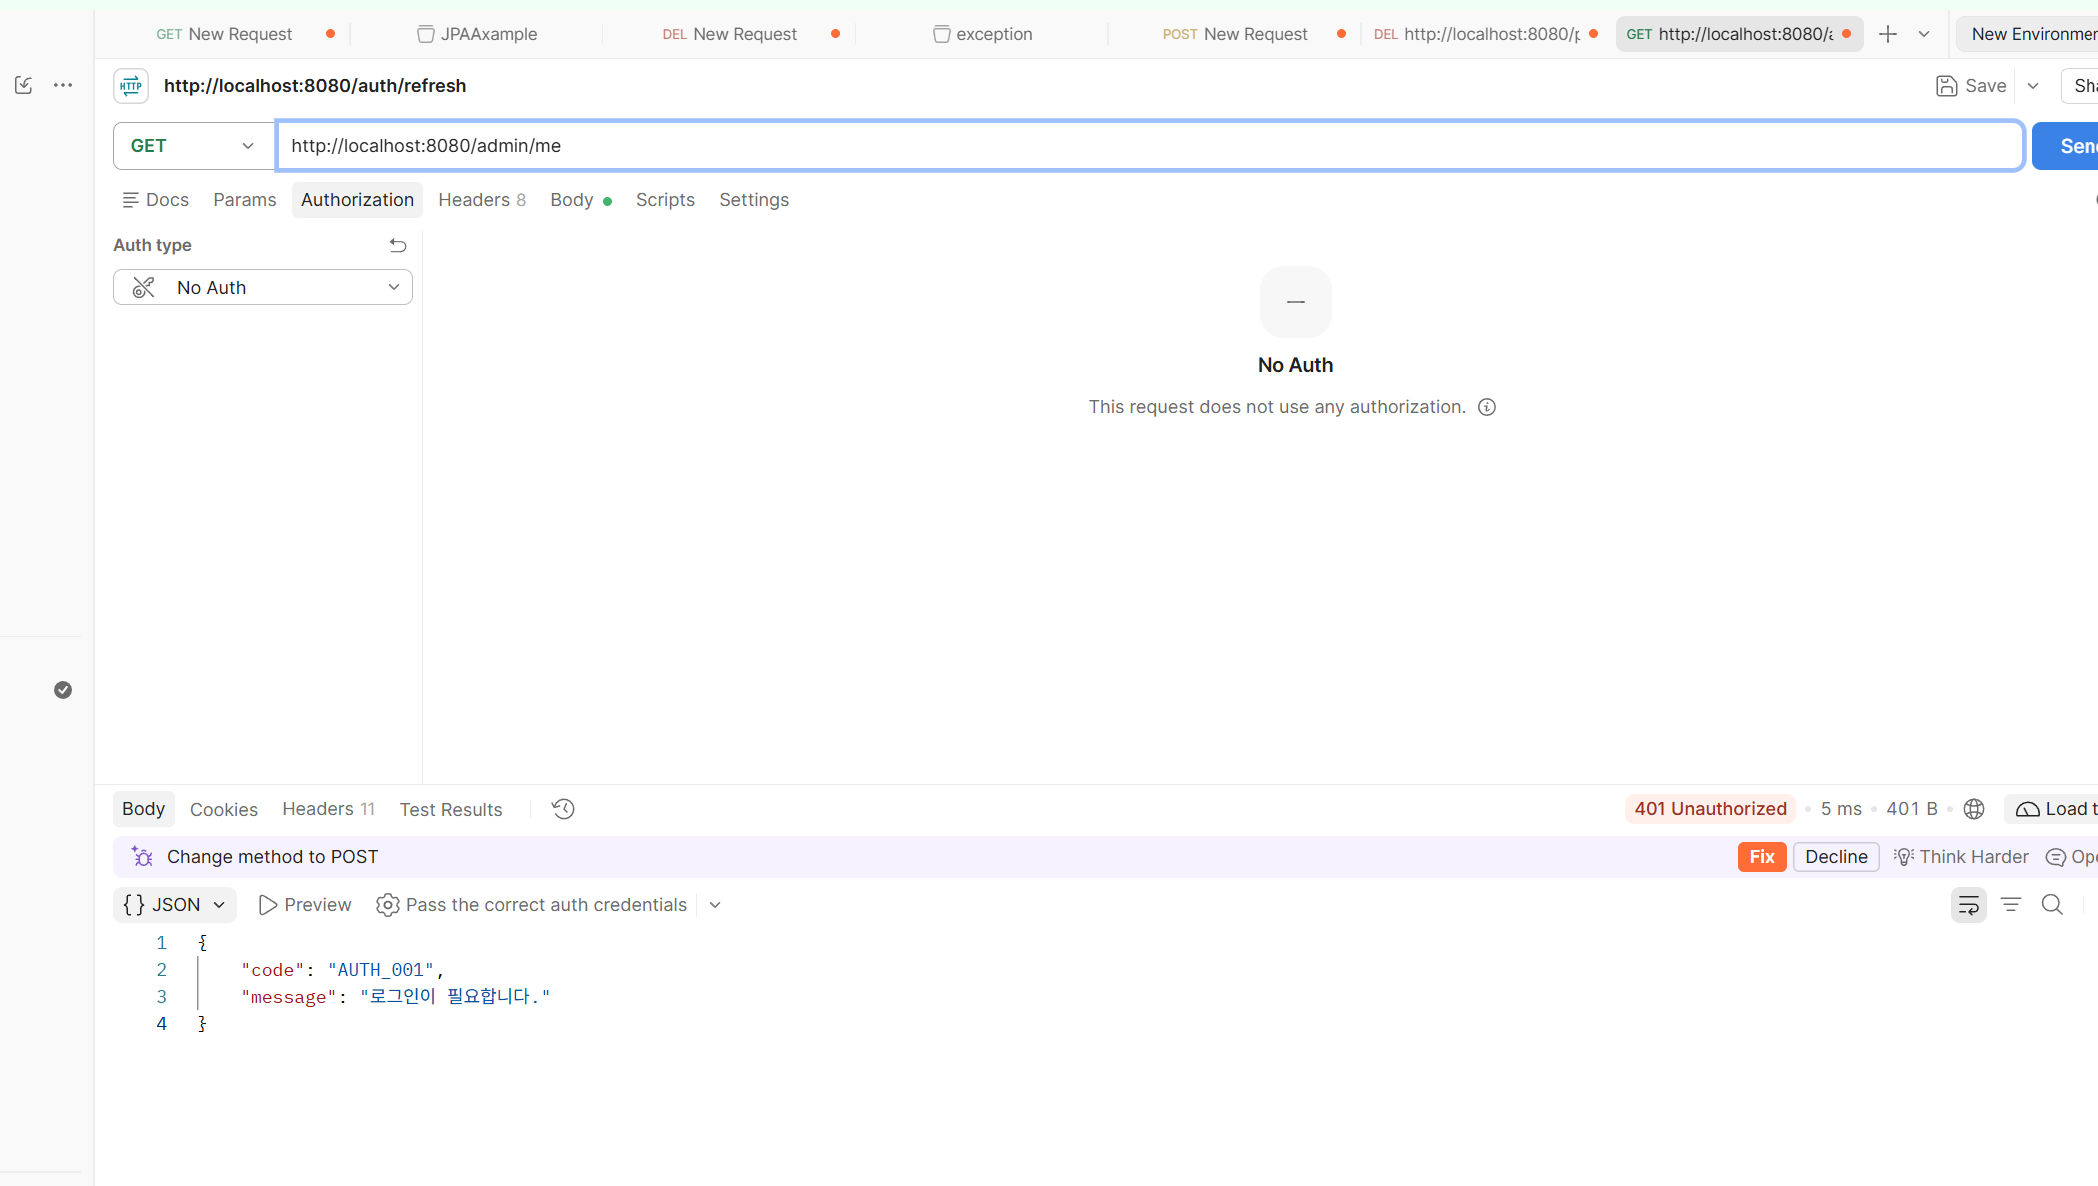 GET New Request
JPAAxample
DEL New Request
exception
POST New Request
DEL http://localhost:8080/p
GET http://localhost:8080/a
New Environmen
HTTP http://localhost:8080/auth/refresh
Save
Sha
GET http://localhost:8080/admin/me
Send
Docs Params Authorization Headers 8 Body Scripts Settings
Auth type
No Auth
No Auth
This request does not use any authorization.
Body Cookies Headers 11 Test Results
401 Unauthorized • 5 ms • 401 B
Load t
Change method to POST
Fix Decline Think Harder Ope
{} JSON Preview Pass the correct auth credentials
1 {
2 "code": "AUTH_001",
3 "message": "로그인이 필요합니다."
4 }